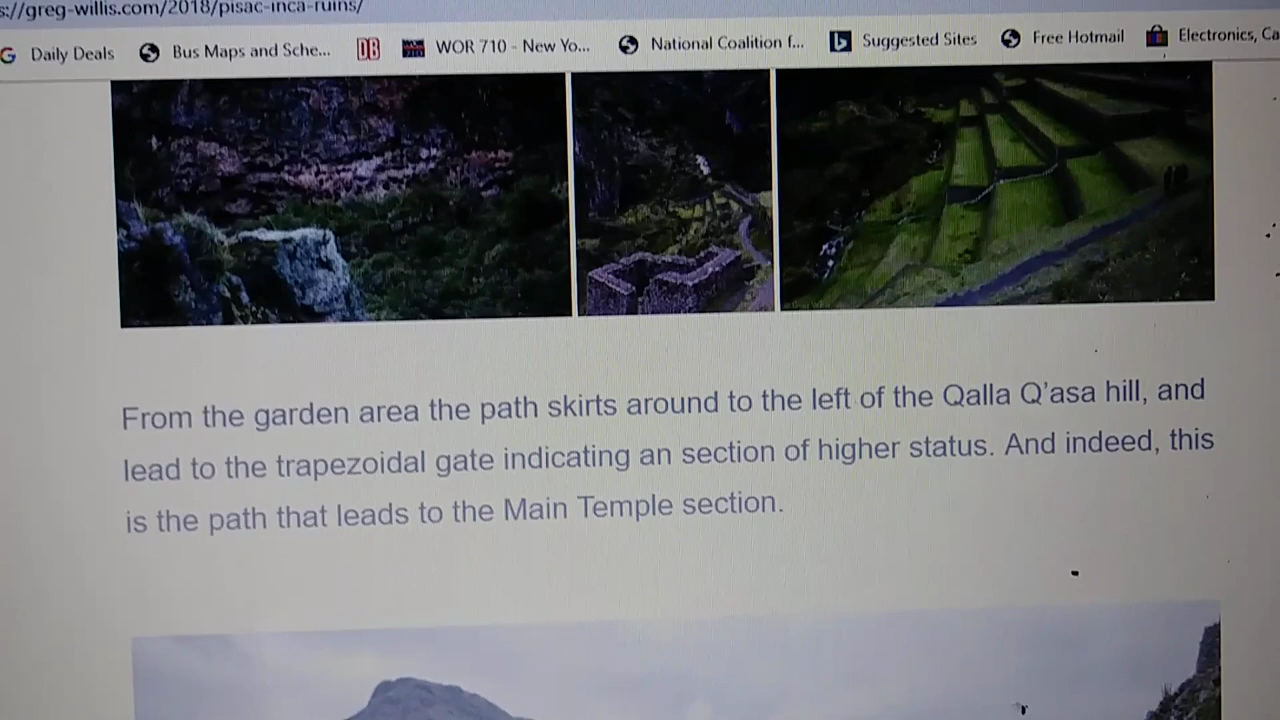 s://greg-willis.com/2018/pisac-inca-ruins/
Daily Deals Bus Maps and Sche... DB WOR 710 - New Yo... National Coalition f... Suggested Sites Free Hotmail Electronics, Ca
From the garden area the path skirts around to the left of the Qalla Q’asa hill, and
lead to the trapezoidal gate indicating an section of higher status. And indeed, this
is the path that leads to the Main Temple section.